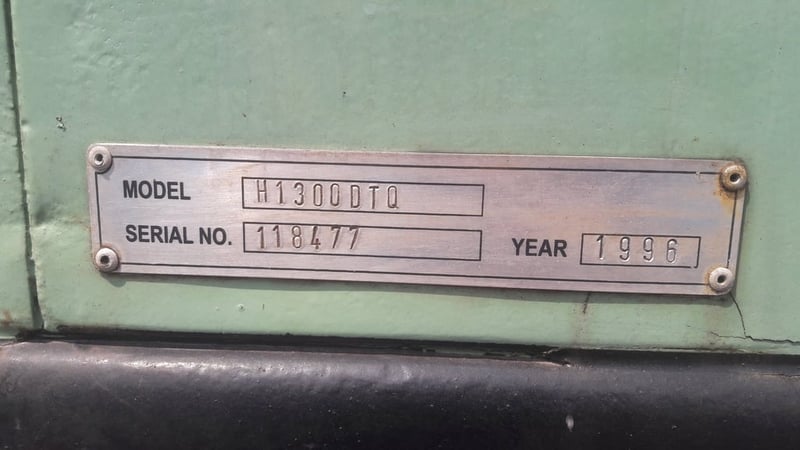 MODEL H1300DTQ
SERIAL NO. 118477
YEAR 1996